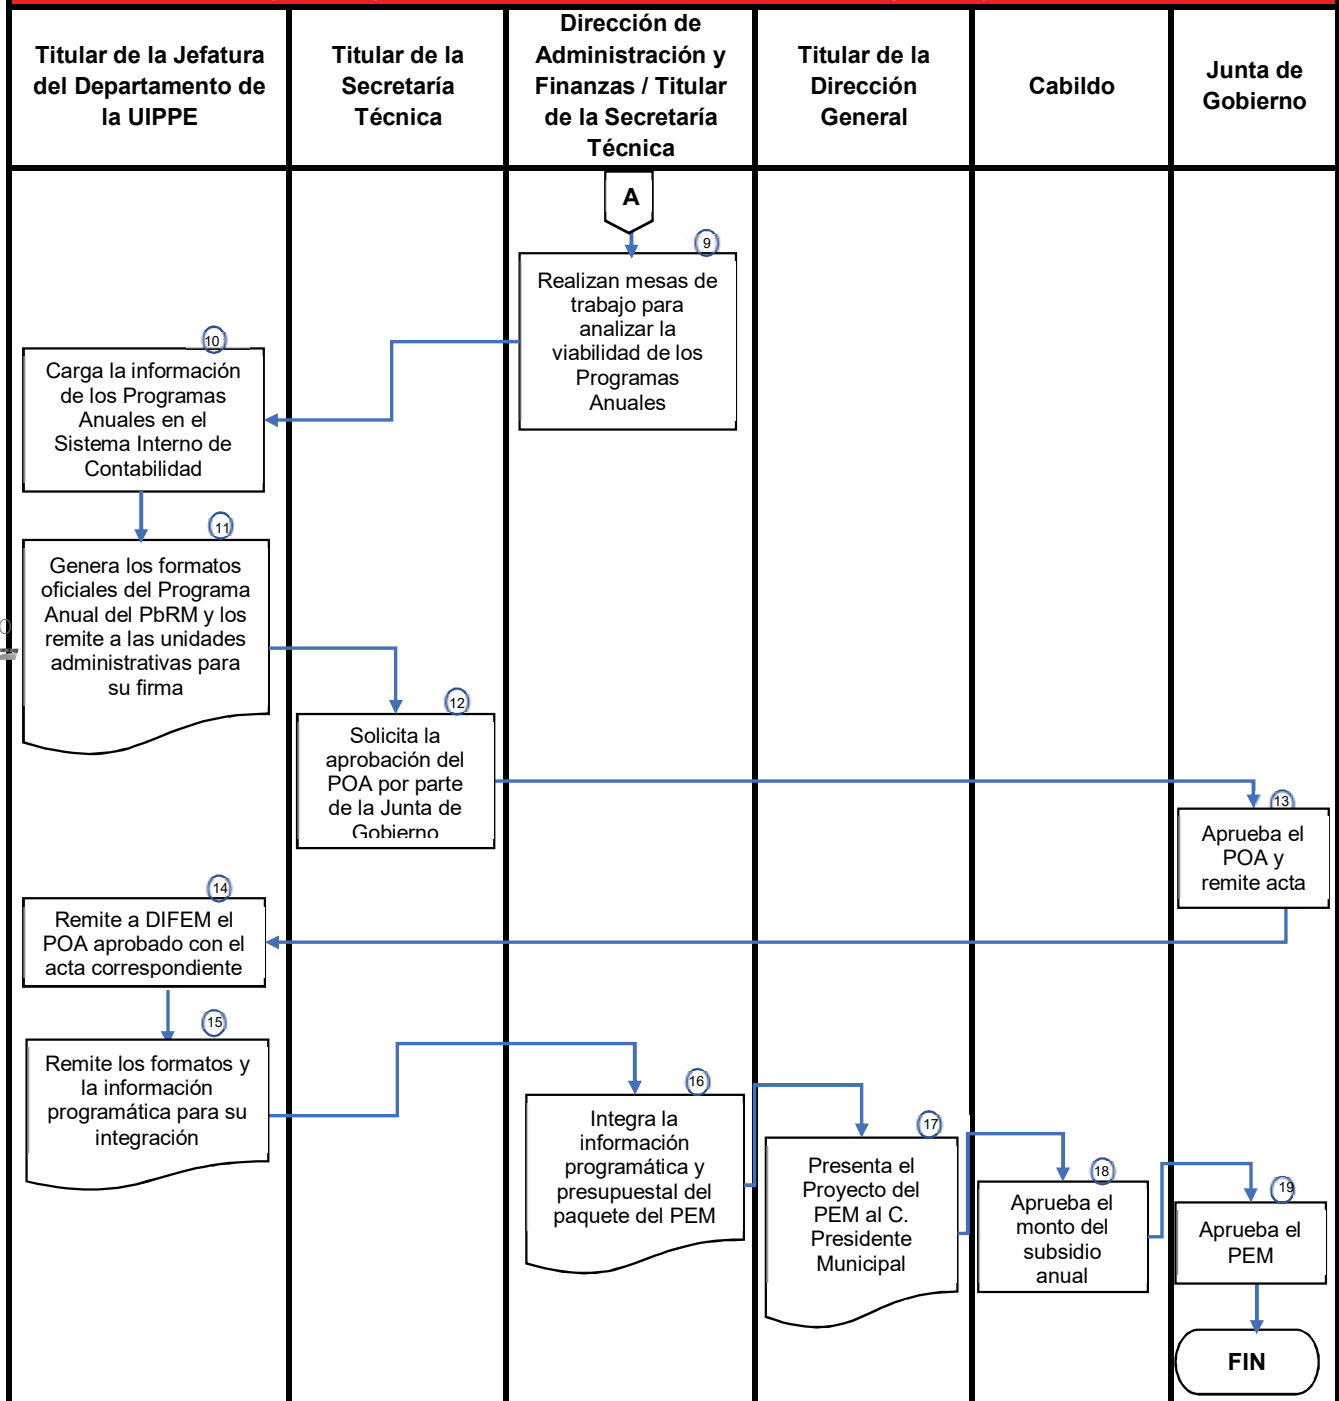 Titular de la Jefatura
del Departamento de
la UIPPE
Titular de la
Secretaría
Técnica
Dirección de
Administración y
Finanzas / Titular
de la Secretaría
Técnica
Titular de la
Dirección
General
Cabildo
Junta de
Gobierno
A
9
Realizan mesas de
trabajo para
analizar la
viabilidad de los
Programas
Anuales
10
Carga la información
de los Programas
Anuales en el
Sistema Interno de
Contabilidad
11
Genera los formatos
oficiales del Programa
Anual del PbRM y los
remite a las unidades
administrativas para
su firma
12
Solicita la
aprobación del
POA por parte
de la Junta de
Gobierno
13
Aprueba el
POA y
remite acta
14
Remite a DIFEM el
POA aprobado con el
acta correspondiente
15
Remite los formatos y
la información
programática para su
integración
16
Integra la
información
programática y
presupuestal del
paquete del PEM
17
Presenta el
Proyecto del
PEM al C.
Presidente
Municipal
18
Aprueba el
monto del
subsidio
anual
19
Aprueba el
PEM
FIN